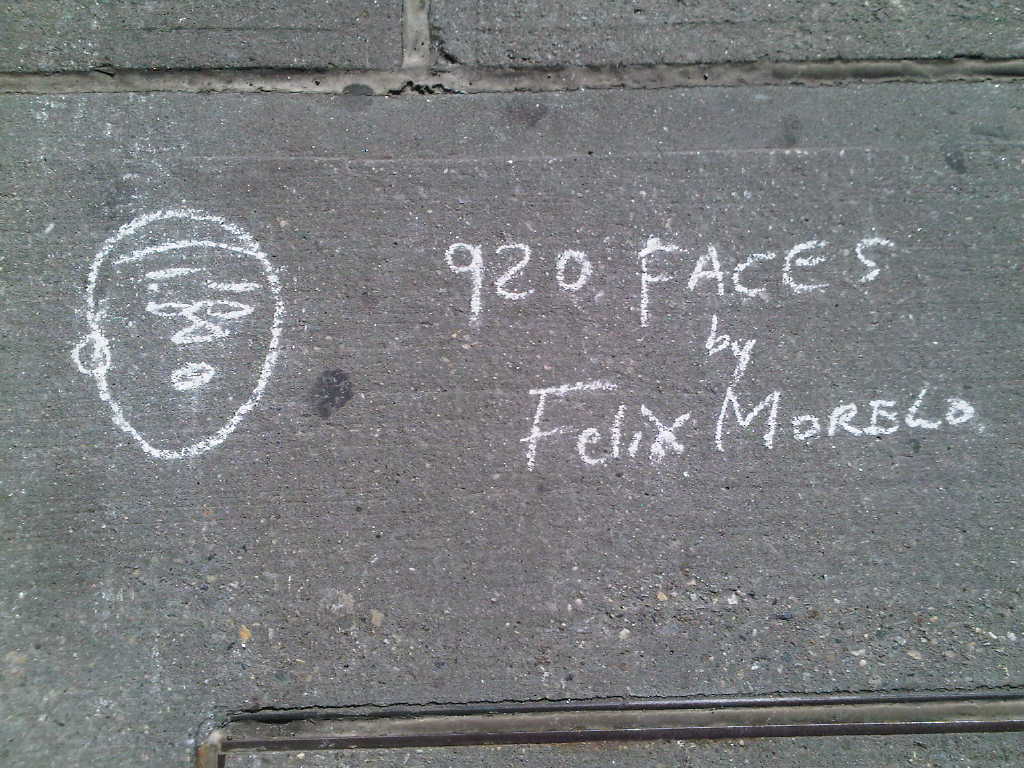 920 FACES
by
Felix MORELO